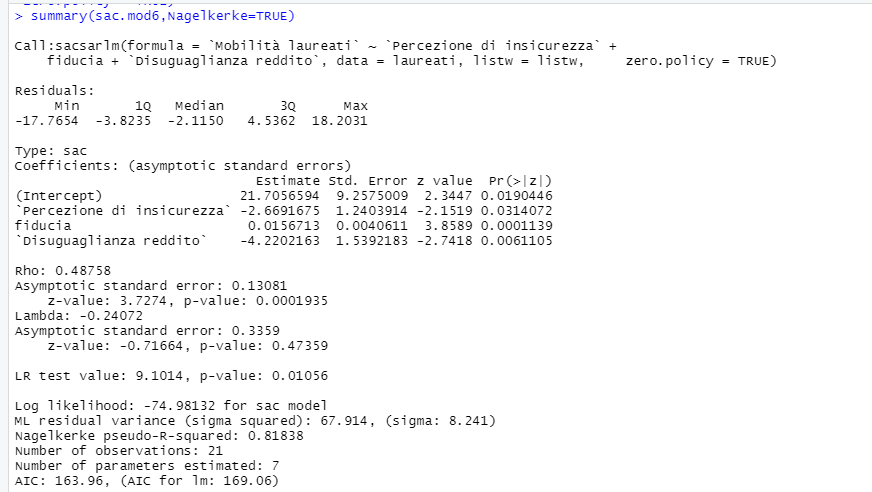 > summary(sac.mod6,Nagelkerke=TRUE)
Call:sacsarlm(formula = `Mobilità laureati` ~ `Percezione di insicurezza` +
fiducia + `Disuguaglianza reddito`, data = laureati, listw = listw, zero.policy = TRUE)
Residuals:
Min 1Q Median 3Q Max
-17.7654 -3.8235 -2.1150 4.5362 18.2031
Type: sac
Coefficients: (asymptotic standard errors)
Estimate Std. Error z value Pr(>|z|)
(Intercept) 21.7056594 9.2575009 2.3447 0.0190446
`Percezione di insicurezza` -2.6691675 1.2403914 -2.1519 0.0314072
fiducia 0.0156713 0.0040611 3.8589 0.0001139
`Disuguaglianza reddito` -4.2202163 1.5392183 -2.7418 0.0061105
Rho: 0.48758
Asymptotic standard error: 0.13081
z-value: 3.7274, p-value: 0.0001935
Lambda: -0.24072
Asymptotic standard error: 0.3359
z-value: -0.71664, p-value: 0.47359
LR test value: 9.1014, p-value: 0.01056
Log likelihood: -74.98132 for sac model
ML residual variance (sigma squared): 67.914, (sigma: 8.241)
Nagelkerke pseudo-R-squared: 0.81838
Number of observations: 21
Number of parameters estimated: 7
AIC: 163.96, (AIC for lm: 169.06)